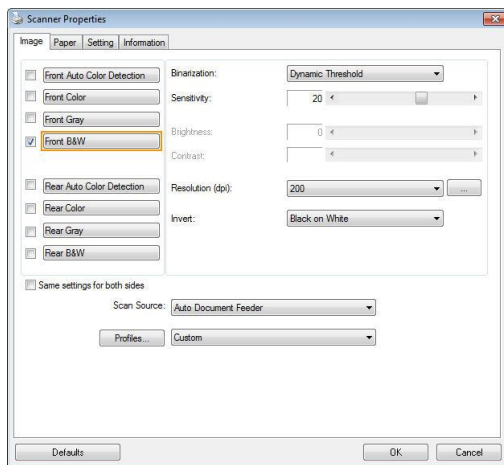 Scanner Properties
Image Paper Setting Information
Front Auto Color Detection
Front Color
Front Gray
Front B&W
Rear Auto Color Detection
Rear Color
Rear Gray
Rear B&W
Binarization: Dynamic Threshold
Sensitivity: 20
Brightness: 0
Contrast:
Resolution (dpi): 200 ...
Invert: Black on White
Same settings for both sides
Scan Source: Auto Document Feeder
Profiles... Custom
Defaults OK Cancel